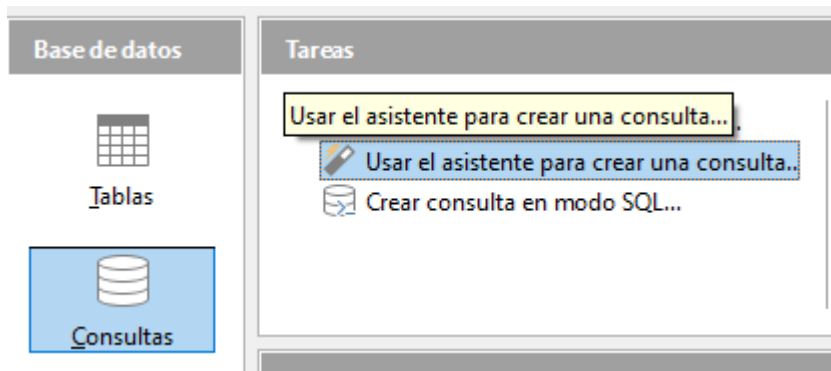 Base de datos
Tareas
Usar el asistente para crear una consulta...
.
Usar el asistente para crear una consulta..
Crear consulta en modo SQL...
Tablas
Consultas